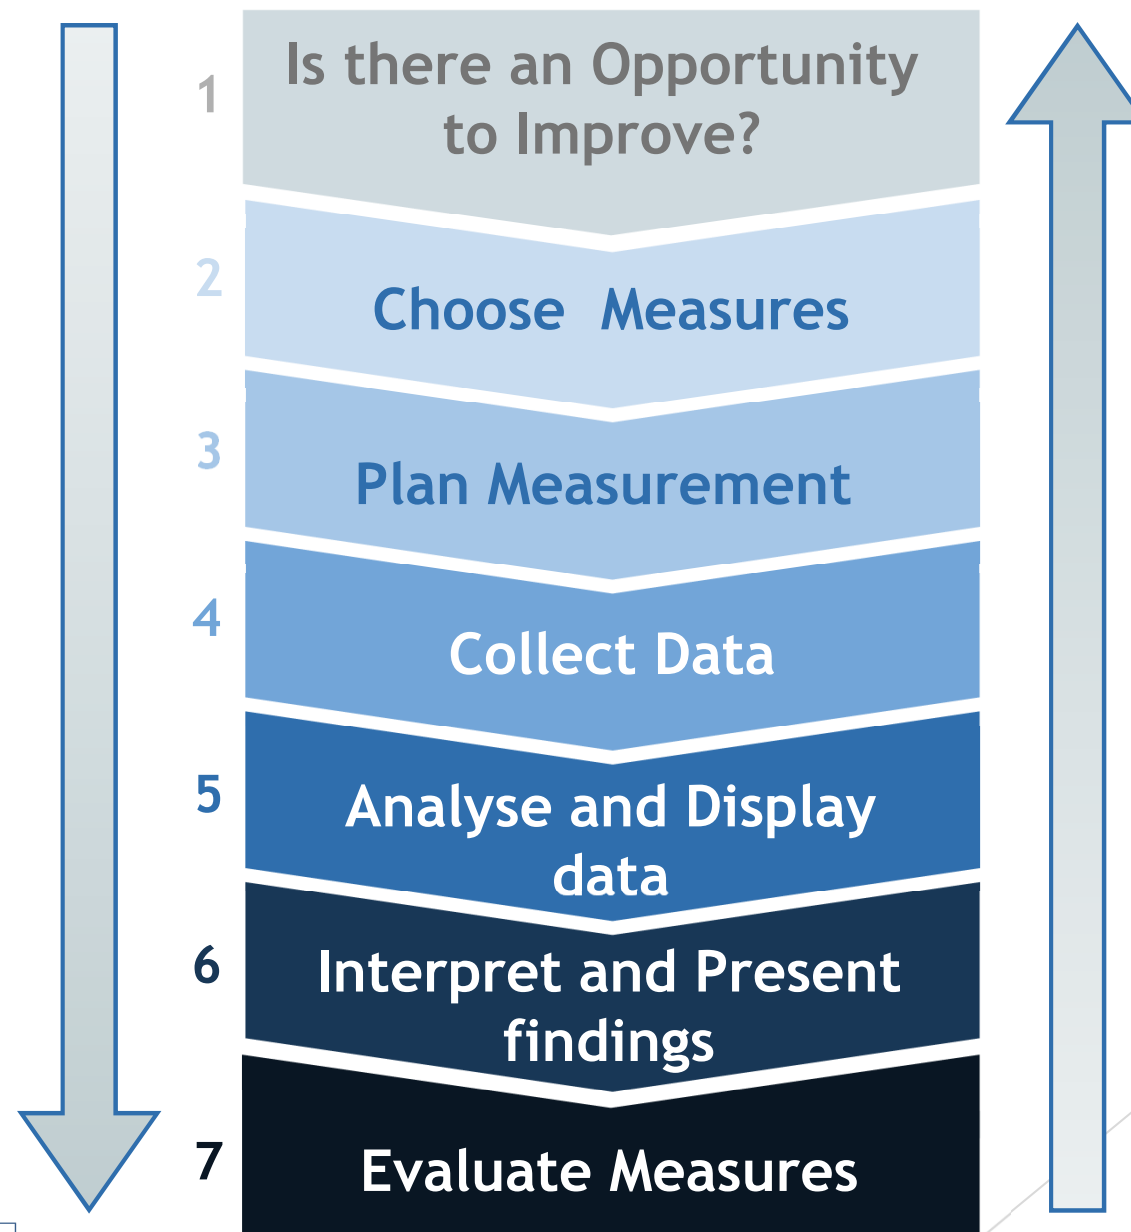 1
Is there an Opportunity
to Improve?
2
Choose Measures
3
Plan Measurement
4
Collect Data
5
Analyse and Display
data
6
Interpret and Present
findings
7
Evaluate Measures